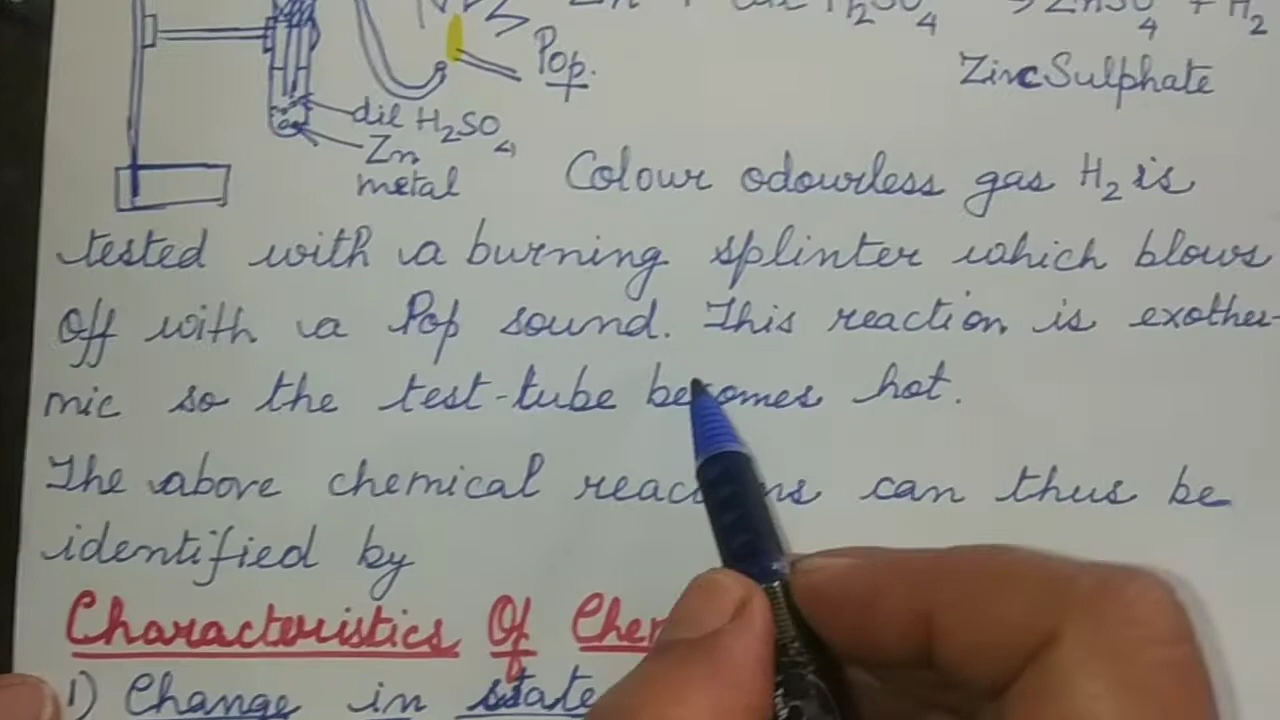 Zn + dil H2SO4 → ZnSO4 + H2
Pop.
Zinc Sulphate
dil H2SO4
Zn
metal
Colour odourless gas H2 is
tested with a burning splinter which blows
off with a Pop sound. This reaction is exother-
mic so the test-tube becomes hot.
The above chemical can thus be
identified by
Characteristics Of
1) Change in state